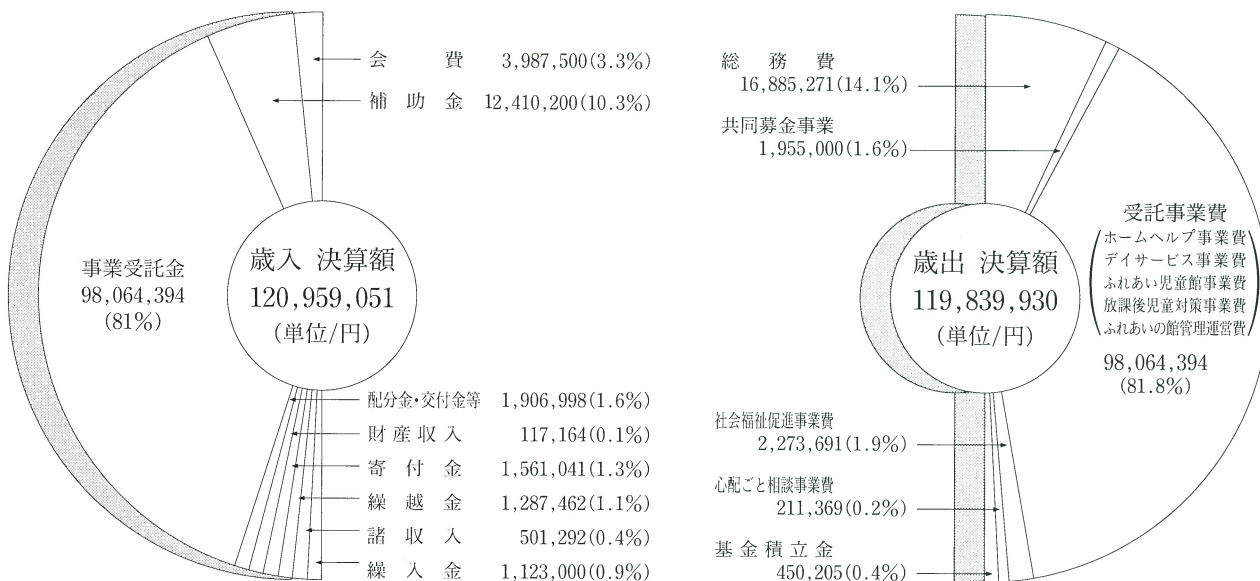 会費 3,987,500(3.3%)
補助金 12,410,200(10.3%)
事業受託金
98,064,394
(81%)
歳入 決算額
120,959,051
(単位/円)
配分金・交付金等 1,906,998(1.6%)
財産収入 117,164(0.1%)
寄付金 1,561,041(1.3%)
繰越金 1,287,462(1.1%)
諸収入 501,292(0.4%)
繰入金 1,123,000(0.9%)
総務費
16,885,271(14.1%)
共同募金事業
1,955,000(1.6%)
歳出 決算額
119,839,930
(単位/円)
受託事業費
(ホームヘルプ事業費
デイサービス事業費
ふれあい児童館事業費
放課後児童対策事業費
ふれあいの館管理運営費)
98,064,394
(81.8%)
社会福祉促進事業費
2,273,691(1.9%)
心配ごと相談事業費
211,369(0.2%)
基金積立金
450,205(0.4%)